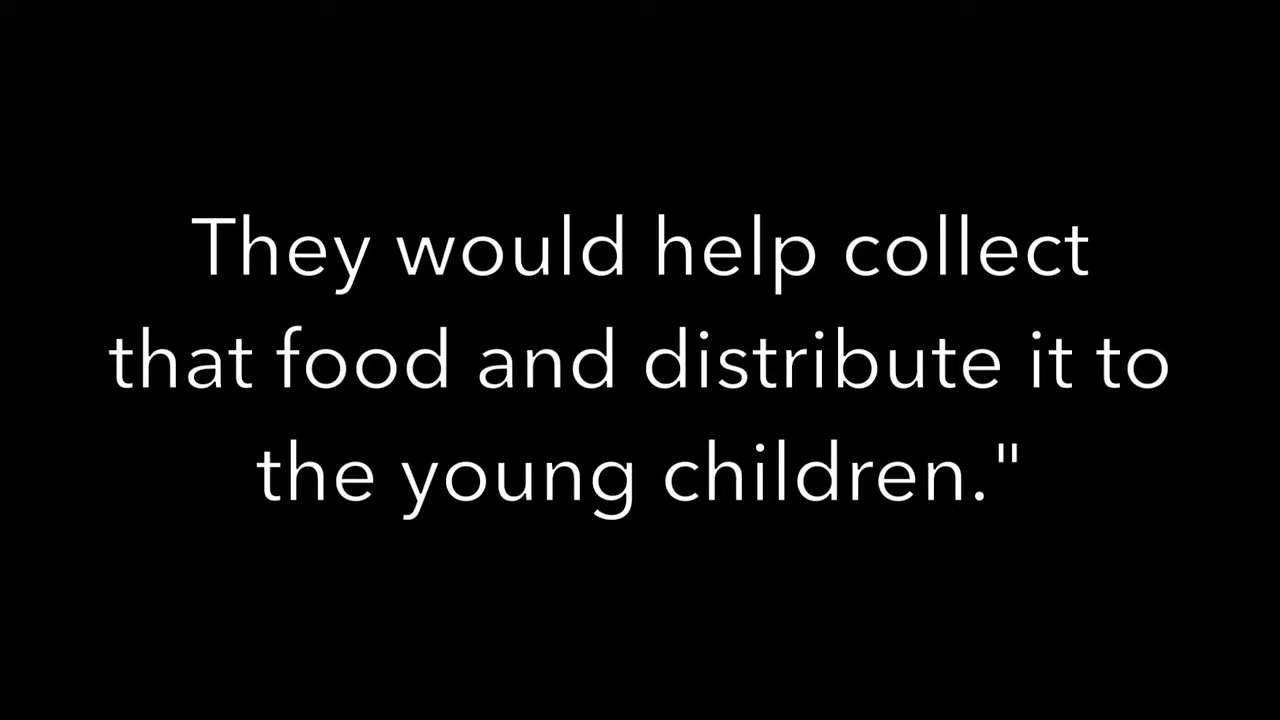 They would help collect
that food and distribute it to
the young children."